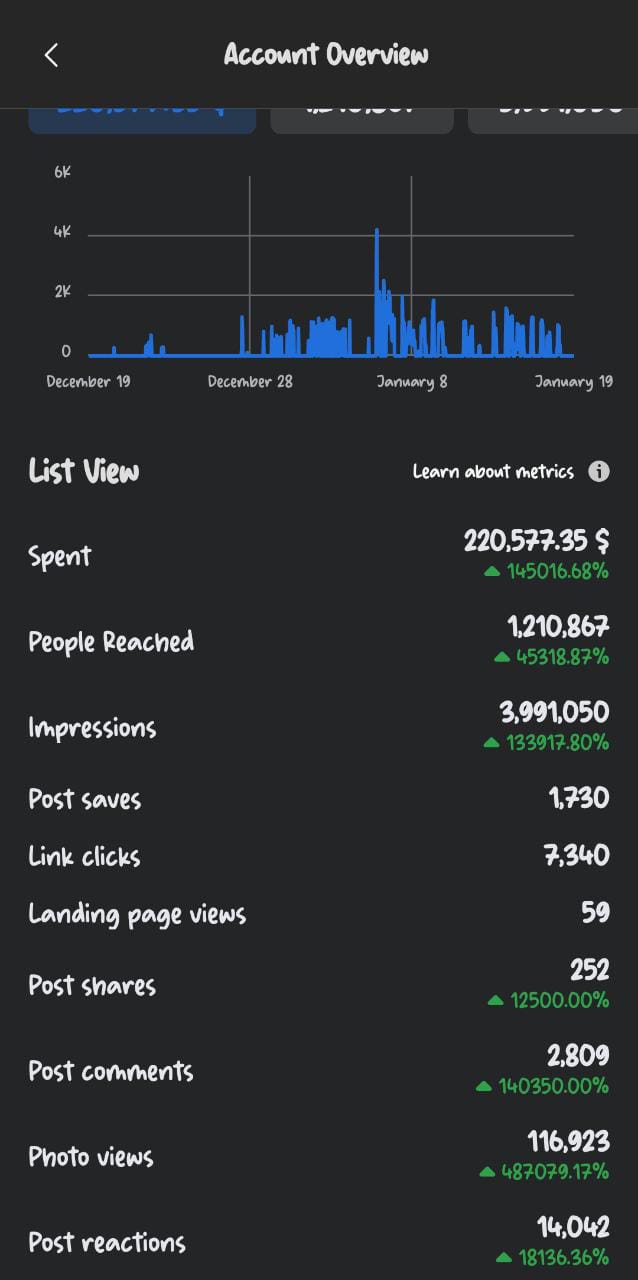 Account Overview
6K
4K
2K
0
December 19 December 28 January 8 January 19
List View Learn about metrics
Spent 220,577.35 $
145016.68%
People Reached 1,210,867
45318.87%
Impressions 3,991,050
133917.80%
Post saves 1,730
Link clicks 7,340
Landing page views 59
Post shares 252
12500.00%
Post comments 2,809
140350.00%
Photo views 116,923
487079.17%
Post reactions 14,042
18136.36%